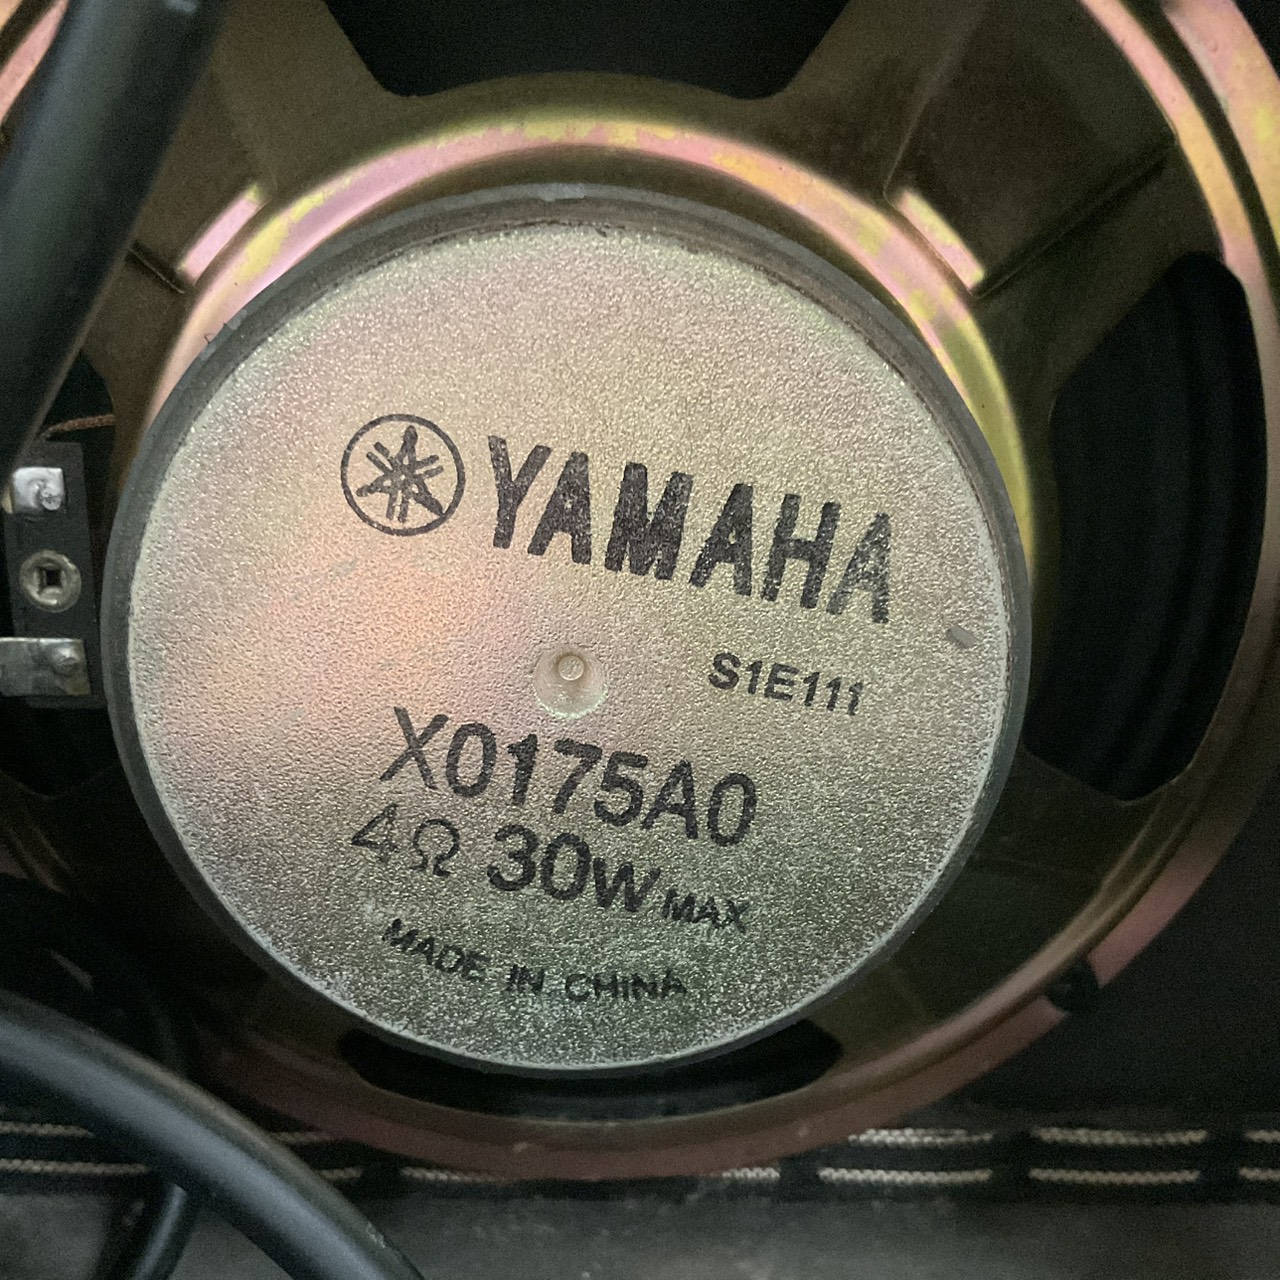 YAMAHA
S1E111
X0175A0
4Ω 30W MAX
MADE IN CHINA